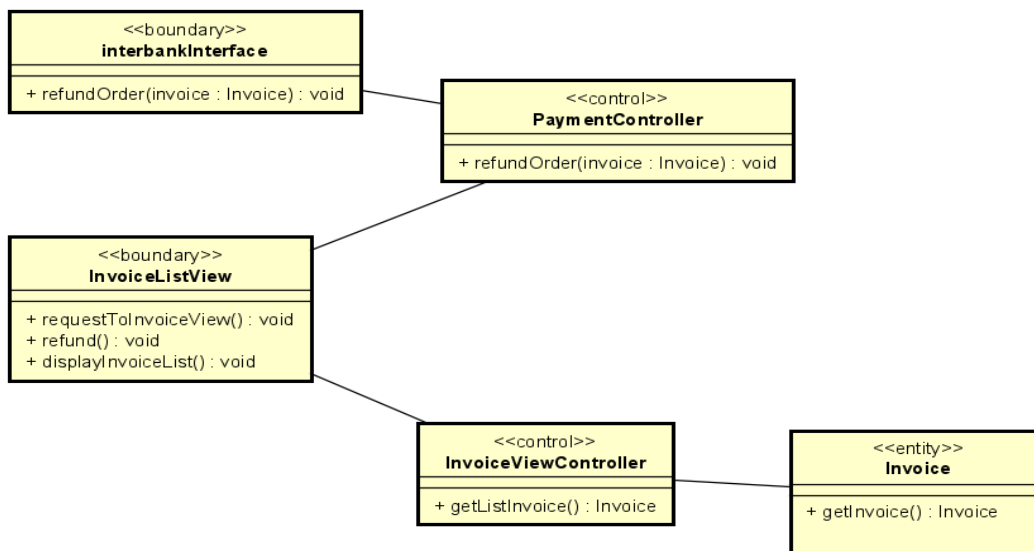 <<boundary>>
interbankInterface
+ refundOrder(invoice : Invoice) : void
<<control>>
PaymentController
+ refundOrder(invoice : Invoice) : void
<<boundary>>
InvoiceListView
+ requestToInvoiceView() : void
+ refund() : void
+ displayInvoiceList() : void
<<control>>
InvoiceViewController
+ getListInvoice() : Invoice
<<entity>>
Invoice
+ getInvoice() : Invoice